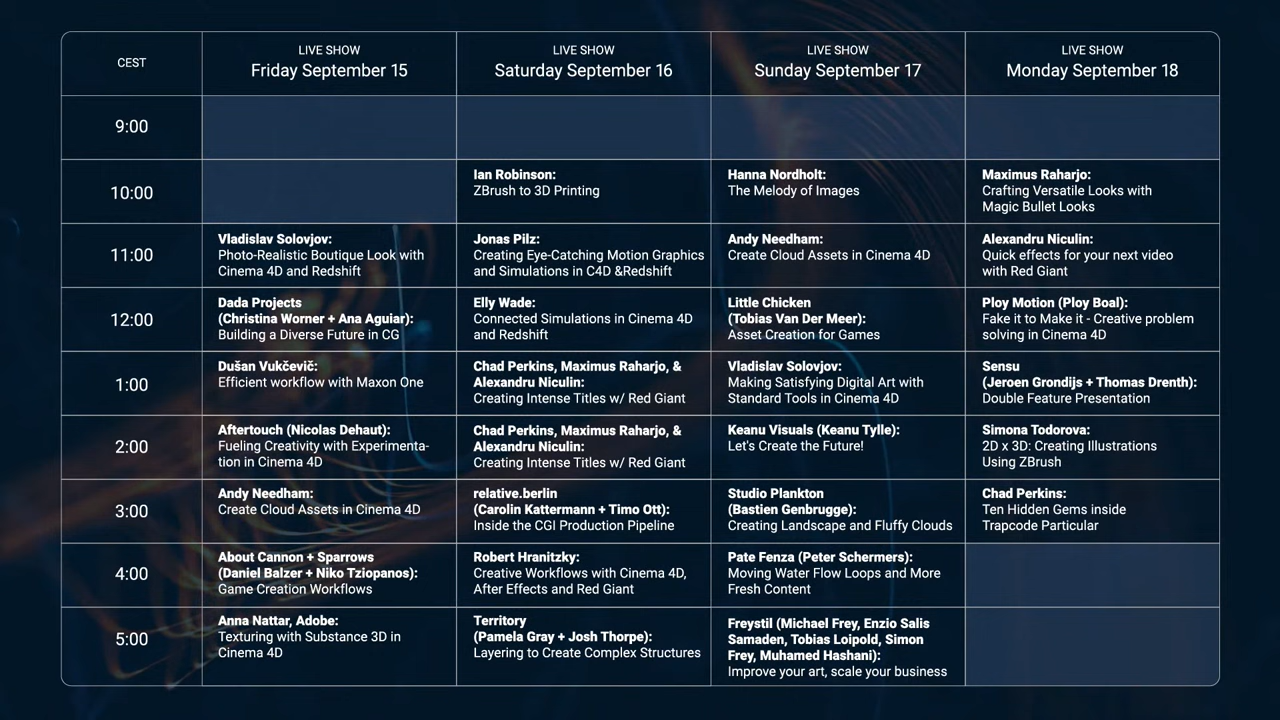 CEST
LIVE SHOW
Friday September 15
LIVE SHOW
Saturday September 16
LIVE SHOW
Sunday September 17
LIVE SHOW
Monday September 18
9:00
10:00
Ian Robinson:
ZBrush to 3D Printing
Hanna Nordholt:
The Melody of Images
Maximus Raharjo:
Crafting Versatile Looks with
Magic Bullet Looks
11:00
Vladislav Solovjov:
Photo-Realistic Boutique Look with
Cinema 4D and Redshift
Jonas Pilz:
Creating Eye-Catching Motion Graphics
and Simulations in C4D &Redshift
Andy Needham:
Create Cloud Assets in Cinema 4D
Alexandru Niculin:
Quick effects for your next video
with Red Giant
12:00
Dada Projects
(Christina Worner + Ana Aguiar):
Building a Diverse Future in CG
Elly Wade:
Connected Simulations in Cinema 4D
and Redshift
Little Chicken
(Tobias Van Der Meer):
Asset Creation for Games
Ploy Motion (Ploy Boal):
Fake it to Make it - Creative problem
solving in Cinema 4D
1:00
Dušan Vukčevič:
Efficient workflow with Maxon One
Chad Perkins, Maximus Raharjo, &
Alexandru Niculin:
Creating Intense Titles w/ Red Giant
Vladislav Solovjov:
Making Satisfying Digital Art with
Standard Tools in Cinema 4D
Sensu
(Jeroen Grondijs + Thomas Drenth):
Double Feature Presentation
2:00
Aftertouch (Nicolas Dehaut):
Fueling Creativity with Experimenta-
tion in Cinema 4D
Chad Perkins, Maximus Raharjo, &
Alexandru Niculin:
Creating Intense Titles w/ Red Giant
Keanu Visuals (Keanu Tylle):
Let's Create the Future!
Simona Todorova:
2D x 3D: Creating Illustrations
Using ZBrush
3:00
Andy Needham:
Create Cloud Assets in Cinema 4D
relative.berlin
(Carolin Kattermann + Timo Ott):
Inside the CGI Production Pipeline
Studio Plankton
(Bastien Genbrugge):
Creating Landscape and Fluffy Clouds
Chad Perkins:
Ten Hidden Gems inside
Trapcode Particular
4:00
About Cannon + Sparrows
(Daniel Balzer + Niko Tziopanos):
Game Creation Workflows
Robert Hranitzky:
Creative Workflows with Cinema 4D,
After Effects and Red Giant
Pate Fenza (Peter Schermers):
Moving Water Flow Loops and More
Fresh Content
5:00
Anna Nattar, Adobe:
Texturing with Substance 3D in
Cinema 4D
Territory
(Pamela Gray + Josh Thorpe):
Layering to Create Complex Structures
Freystil (Michael Frey, Enzio Salis
Samaden, Tobias Loipold, Simon
Frey, Muhamed Hashani):
Improve your art, scale your business